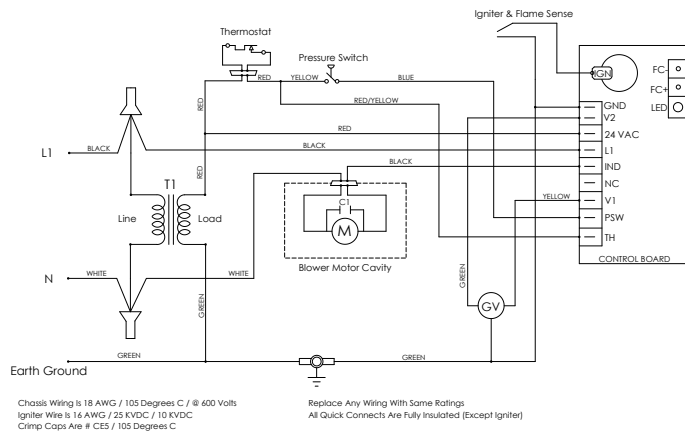 Igniter & Flame Sense
Thermostat
Pressure Switch
IGN
FC-
FC+
LED
RED
YELLOW
BLUE
RED/YELLOW
RED
GND
V2
RED
24 VAC
L1
BLACK
BLACK
L1
BLACK
IND
RED
NC
T1
C1
YELLOW
V1
Line
Load
M
PSW
TH
Blower Motor Cavity
CONTROL BOARD
N
WHITE
WHITE
GREEN
GREEN
GV
GREEN
GREEN
Earth Ground
Chassis Wiring Is 18 AWG / 105 Degrees C / @ 600 Volts
Igniter Wire Is 16 AWG / 25 KVDC / 10 KVDC
Crimp Caps Are # CE5 / 105 Degrees C
Replace Any Wiring With Same Ratings
All Quick Connects Are Fully Insulated (Except Igniter)